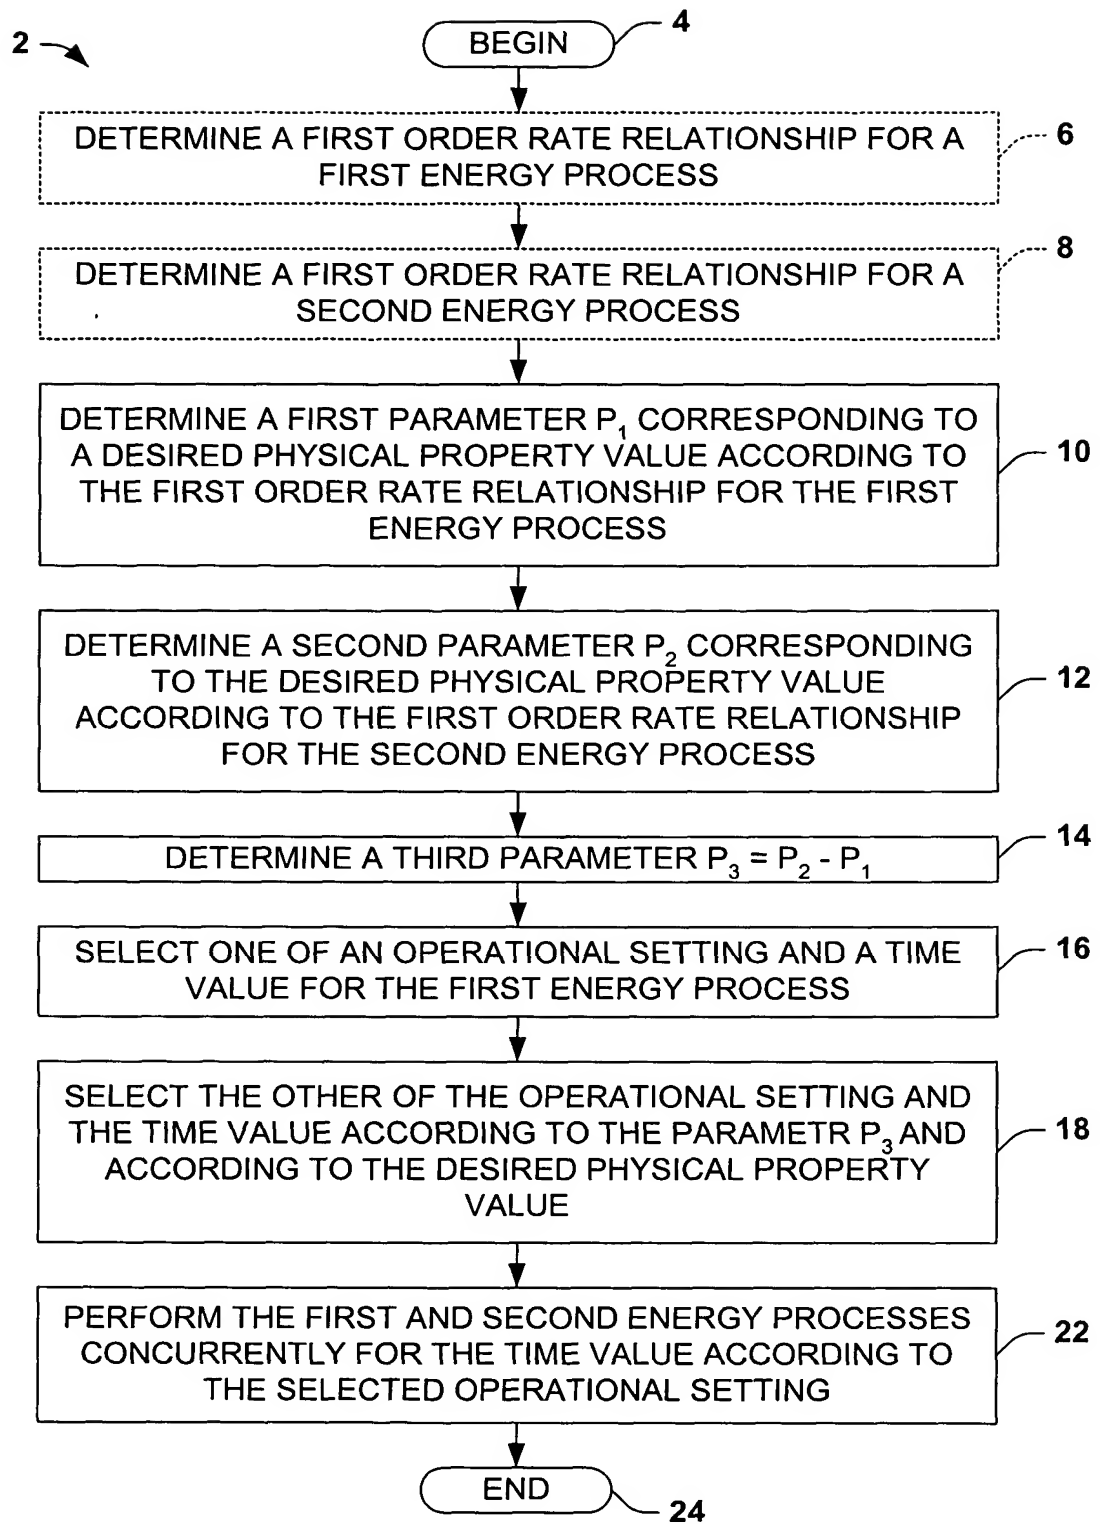 2
BEGIN
4
DETERMINE A FIRST ORDER RATE RELATIONSHIP FOR A
FIRST ENERGY PROCESS
6
DETERMINE A FIRST ORDER RATE RELATIONSHIP FOR A
SECOND ENERGY PROCESS
8
DETERMINE A FIRST PARAMETER P₁ CORRESPONDING TO
A DESIRED PHYSICAL PROPERTY VALUE ACCORDING TO
THE FIRST ORDER RATE RELATIONSHIP FOR THE FIRST
ENERGY PROCESS
10
DETERMINE A SECOND PARAMETER P₂ CORRESPONDING
TO THE DESIRED PHYSICAL PROPERTY VALUE
ACCORDING TO THE FIRST ORDER RATE RELATIONSHIP
FOR THE SECOND ENERGY PROCESS
12
DETERMINE A THIRD PARAMETER P₃ = P₂ - P₁
14
SELECT ONE OF AN OPERATIONAL SETTING AND A TIME
VALUE FOR THE FIRST ENERGY PROCESS
16
SELECT THE OTHER OF THE OPERATIONAL SETTING AND
THE TIME VALUE ACCORDING TO THE PARAMETR P₃ AND
ACCORDING TO THE DESIRED PHYSICAL PROPERTY
VALUE
18
PERFORM THE FIRST AND SECOND ENERGY PROCESSES
CONCURRENTLY FOR THE TIME VALUE ACCORDING TO
THE SELECTED OPERATIONAL SETTING
22
END
24